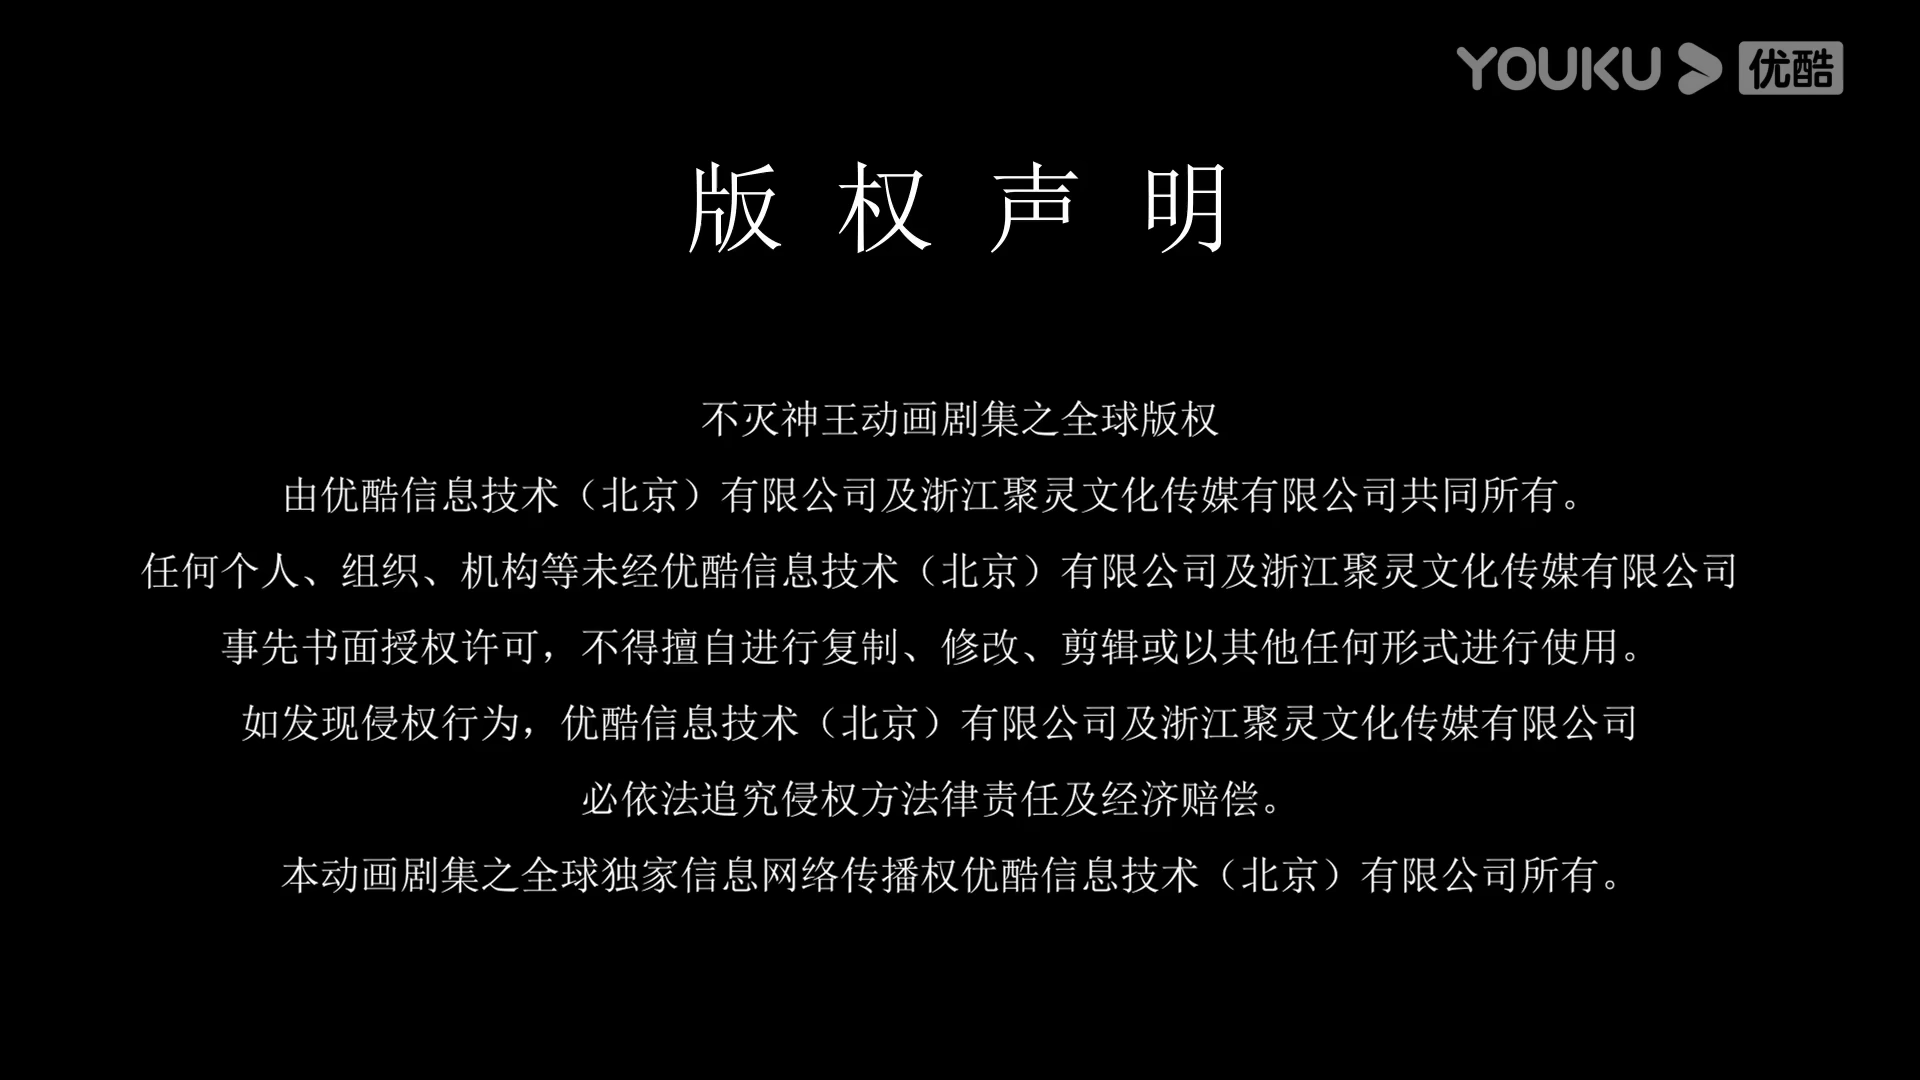 YOUKU 优酷
版权声明
不灭神王动画剧集之全球版权
由优酷信息技术（北京）有限公司及浙江聚灵文化传媒有限公司共同所有。
任何个人、组织、机构等未经优酷信息技术（北京）有限公司及浙江聚灵文化传媒有限公司
事先书面授权许可，不得擅自进行复制、修改、剪辑或以其他任何形式进行使用。
如发现侵权行为，优酷信息技术（北京）有限公司及浙江聚灵文化传媒有限公司
必依法追究侵权方法律责任及经济赔偿。
本动画剧集之全球独家信息网络传播权优酷信息技术（北京）有限公司所有。